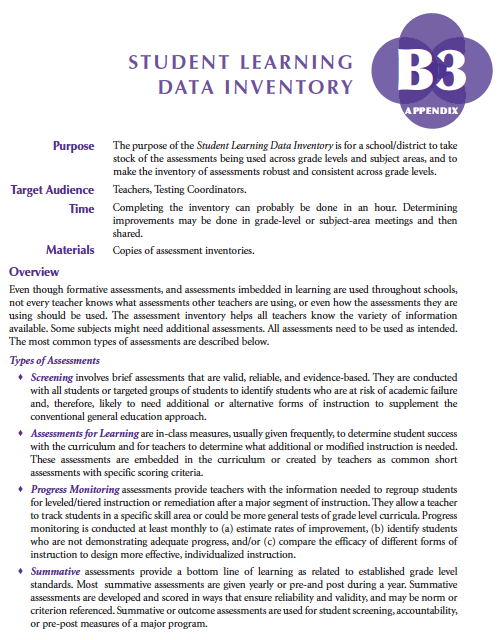 STUDENT LEARNING
DATA INVENTORY
B3
APPENDIX
Purpose The purpose of the Student Learning Data Inventory is for a school/district to take
stock of the assessments being used across grade levels and subject areas, and to
make the inventory of assessments robust and consistent across grade levels.
Target Audience Teachers, Testing Coordinators.
Time Completing the inventory can probably be done in an hour. Determining
improvements may be done in grade-level or subject-area meetings and then
shared.
Materials Copies of assessment inventories.
Overview
Even though formative assessments, and assessments imbedded in learning are used throughout schools,
not every teacher knows what assessments other teachers are using, or even how the assessments they are
using should be used. The assessment inventory helps all teachers know the variety of information
available. Some subjects might need additional assessments. All assessments need to be used as intended.
The most common types of assessments are described below.
Types of Assessments
♦ Screening involves brief assessments that are valid, reliable, and evidence-based. They are conducted
with all students or targeted groups of students to identify students who are at risk of academic failure
and, therefore, likely to need additional or alternative forms of instruction to supplement the
conventional general education approach.
♦ Assessments for Learning are in-class measures, usually given frequently, to determine student success
with the curriculum and for teachers to determine what additional or modified instruction is needed.
These assessments are embedded in the curriculum or created by teachers as common short
assessments with specific scoring criteria.
♦ Progress Monitoring assessments provide teachers with the information needed to regroup students
for leveled/tiered instruction or remediation after a major segment of instruction. They allow a teacher
to track students in a specific skill area or could be more general tests of grade level curricula. Progress
monitoring is conducted at least monthly to (a) estimate rates of improvement, (b) identify students
who are not demonstrating adequate progress, and/or (c) compare the efficacy of different forms of
instruction to design more effective, individualized instruction.
♦ Summative assessments provide a bottom line of learning as related to established grade level
standards. Most summative assessments are given yearly or pre-and post during a year. Summative
assessments are developed and scored in ways that ensure reliability and validity, and may be norm or
criterion referenced. Summative or outcome assessments are used for student screening, accountability,
or pre-post measures of a major program.